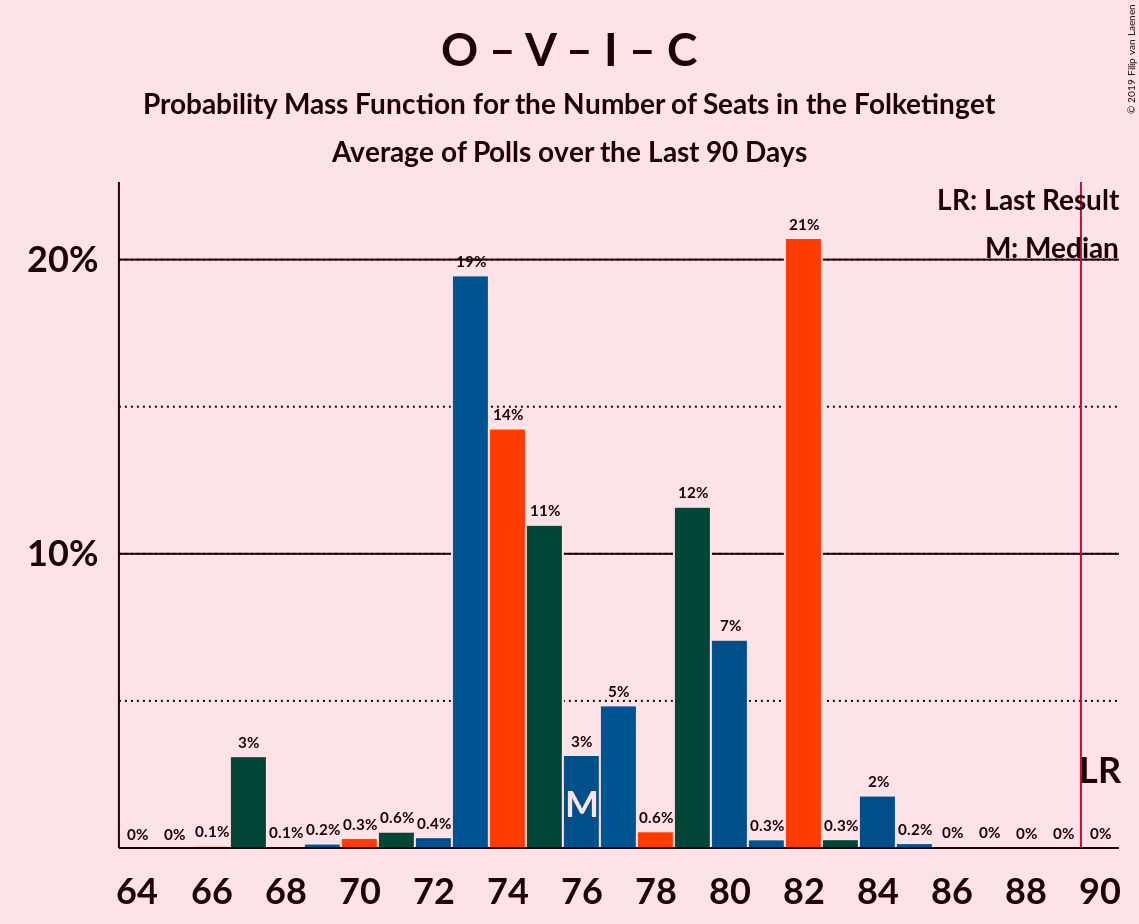 O – V – I – C
Probability Mass Function for the Number of Seats in the Folketinget
Average of Polls over the Last 90 Days
© 2019 Filip van Laenen
LR: Last Result
M: Median
20%
10%
0% 0% 0.1% 3% 0.1% 0.2% 0.3% 0.6% 0.4% 19% 14% 11% 3% 5% 0.6% 12% 7% 0.3% 21% 0.3% 2% 0.2% 0% 0% 0% 0% 0%
M
LR
64 66 68 70 72 74 76 78 80 82 84 86 88 90